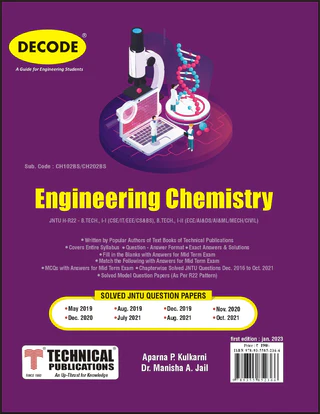 DECODE
®
A Guide for Engineering Students
Sub. Code : CH102BS/CH202BS
Engineering Chemistry
JNTU H-R22 - B.TECH., I-I (CSE/IT/EEE/CS&BS), B.TECH., I-II (ECE/AI&DS/AI&ML/MECH/CIVIL)
• Written by Popular Authors of Text Books of Technical Publications
• Covers Entire Syllabus • Question - Answer Format • Exact Answers & Solutions
• Fill in the Blanks with Answers for Mid Term Exam
• Match the Following with Answers for Mid Term Exam
• MCQs with Answers for Mid Term Exam • Chapterwise Solved JNTU Questions Dec. 2016 to Oct. 2021
• Solved Model Question Papers (As Per R22 Pattern)
SOLVED JNTU QUESTION PAPERS
• May 2019 • Aug. 2019 • Dec. 2019 • Nov. 2020
• Dec. 2020 • July 2021 • Aug. 2021 • Oct. 2021
first edition : jan. 2023
TECHNICAL
PUBLICATIONS
SINCE 1993 An Up-Thrust for Knowledge
Aparna P. Kulkarni
Dr. Manisha A. Jail